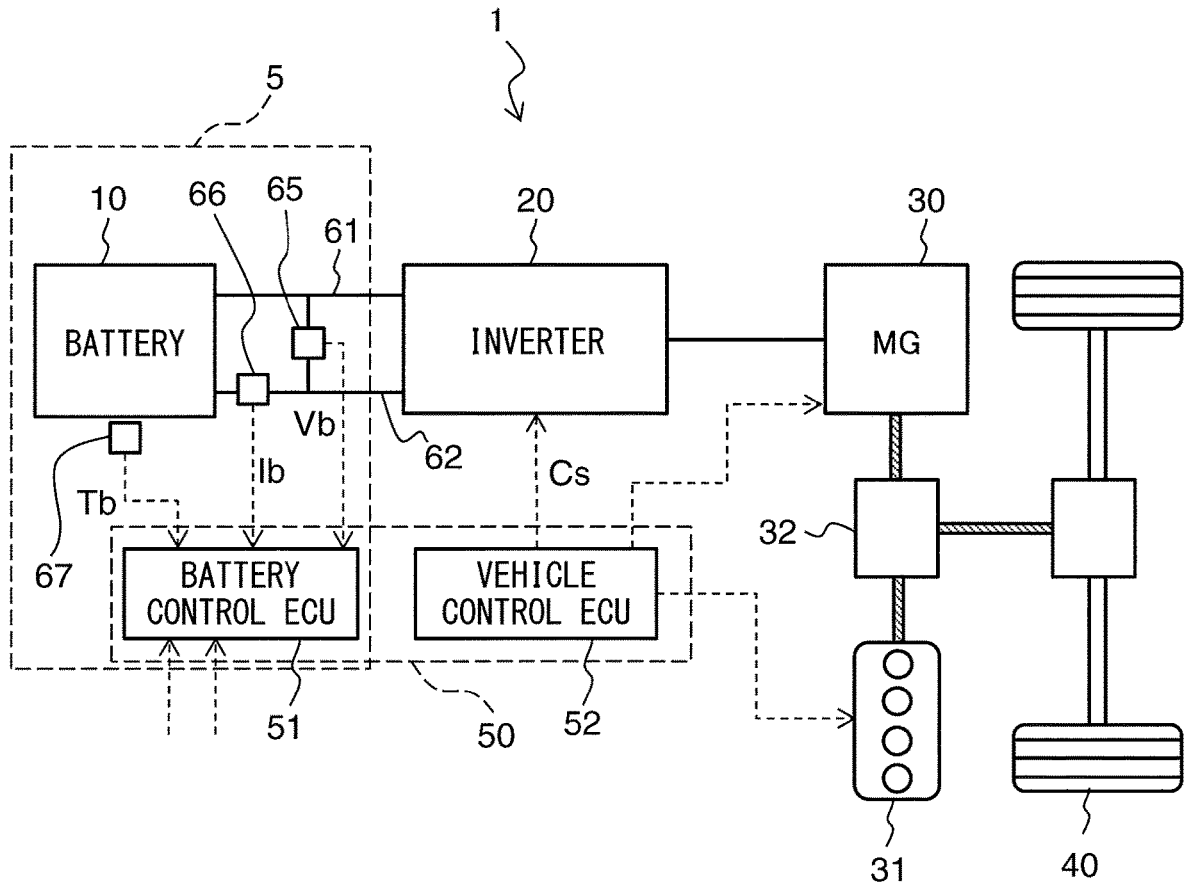 1
5
10
66
65
61
20
30
BATTERY
INVERTER
MG
Vb
62
67
Tb
Ib
Cs
32
BATTERY
CONTROL ECU
VEHICLE
CONTROL ECU
51
50
52
31
40